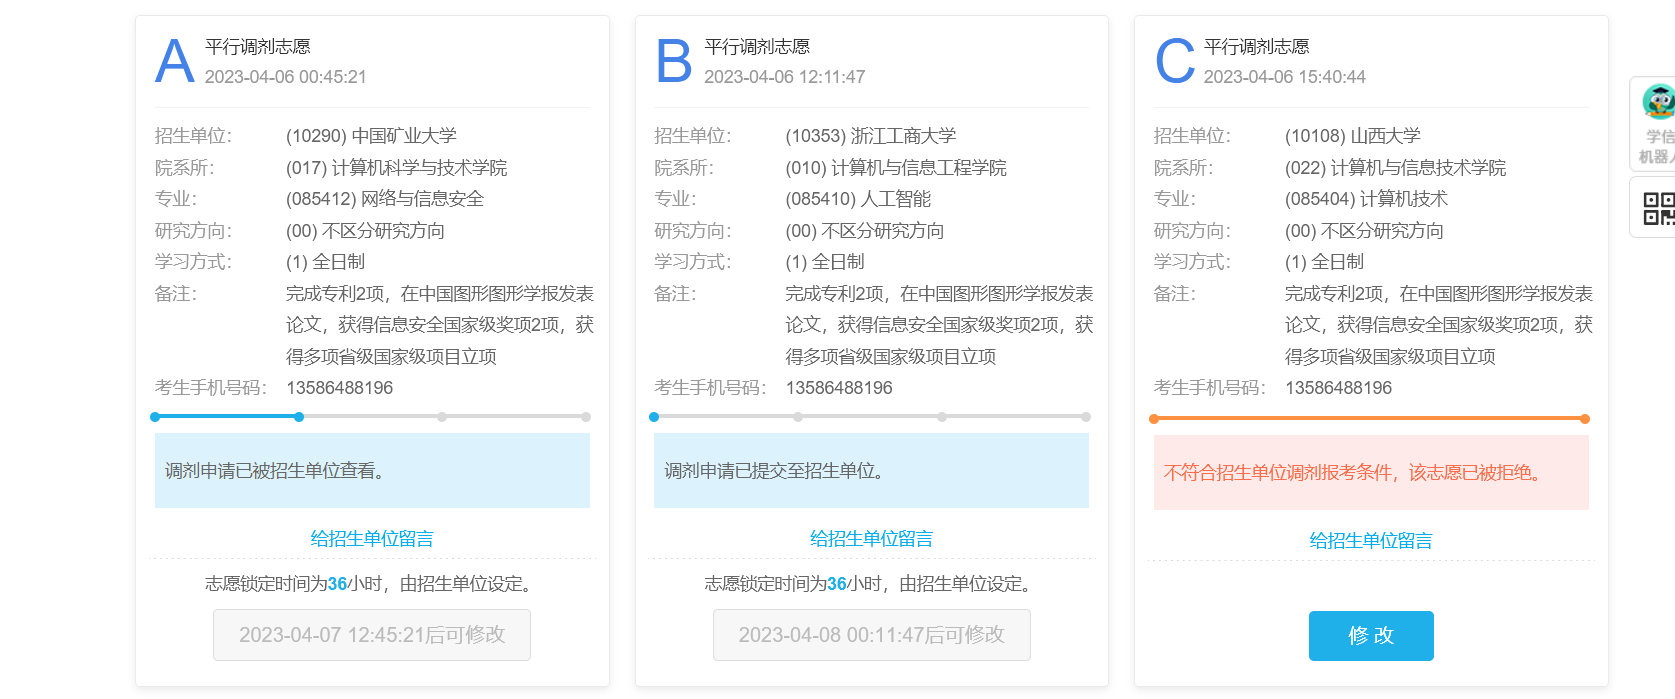 A 平行调剂志愿
2023-04-06 00:45:21
招生单位: (10290) 中国矿业大学
院系所: (017) 计算机科学与技术学院
专业: (085412) 网络与信息安全
研究方向: (00) 不区分研究方向
学习方式: (1) 全日制
备注: 完成专利2项，在中国图形图形学报发表
论文，获得信息安全国家级奖项2项，获
得多项省级国家级项目立项
考生手机号码: 13586488196
调剂申请已被招生单位查看。
给招生单位留言
志愿锁定时间为36小时，由招生单位设定。
2023-04-07 12:45:21后可修改
B 平行调剂志愿
2023-04-06 12:11:47
招生单位: (10353) 浙江工商大学
院系所: (010) 计算机与信息工程学院
专业: (085410) 人工智能
研究方向: (00) 不区分研究方向
学习方式: (1) 全日制
备注: 完成专利2项，在中国图形图形学报发表
论文，获得信息安全国家级奖项2项，获
得多项省级国家级项目立项
考生手机号码: 13586488196
调剂申请已提交至招生单位。
给招生单位留言
志愿锁定时间为36小时，由招生单位设定。
2023-04-08 00:11:47后可修改
C 平行调剂志愿
2023-04-06 15:40:44
招生单位: (10108) 山西大学
院系所: (022) 计算机与信息技术学院
专业: (085404) 计算机技术
研究方向: (00) 不区分研究方向
学习方式: (1) 全日制
备注: 完成专利2项，在中国图形图形学报发表
论文，获得信息安全国家级奖项2项，获
得多项省级国家级项目立项
考生手机号码: 13586488196
不符合招生单位调剂报考条件，该志愿已被拒绝。
给招生单位留言
修 改
学信
机器人